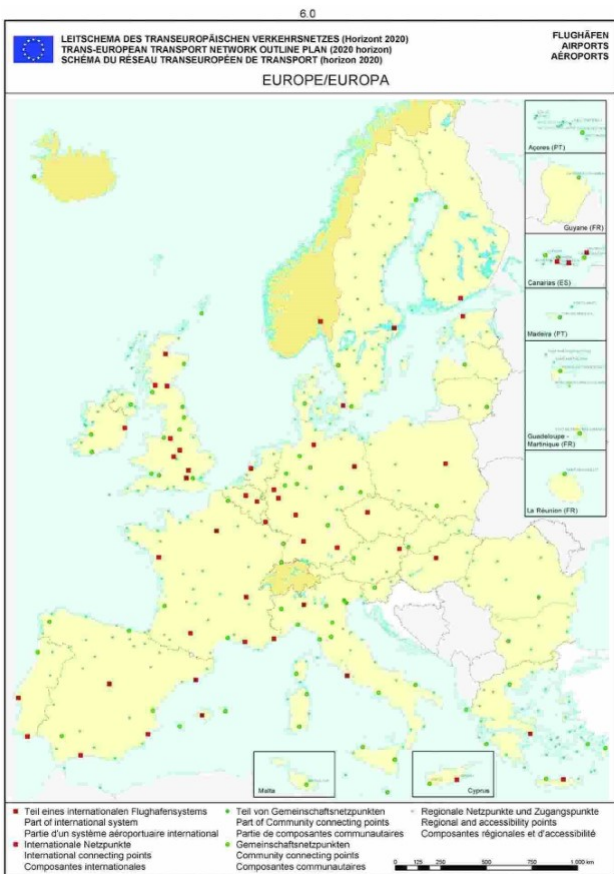 6.0
LEITSCHEMA DES TRANSEUROPÄISCHEN VERKEHRSNETZES (Horizont 2020)
TRANS-EUROPEAN TRANSPORT NETWORK OUTLINE PLAN (2020 horizon)
SCHÉMA DU RÉSEAU TRANSEUROPÉEN DE TRANSPORT (horizon 2020)
FLUGHÄFEN
AIRPORTS
AÉROPORTS
EUROPE/EUROPA
Açores (PT)
Guyane (FR)
Canarias (ES)
Madeira (PT)
Guadeloupe -
Martinique (FR)
La Réunion (FR)
Malta
Cyprus
Teil eines internationalen Flughafensystems
Part of international system
Partie d'un système aéroportuaire international
Internationale Netzpunkte
International connecting points
Composantes internationales
Teil von Gemeinschaftsnetzpunkten
Part of Community connecting points
Partie de composantes communautaires
Gemeinschaftsnetzpunkten
Community connecting points
Composantes communautaires
Regionale Netzpunkte und Zugangspunkte
Regional and accessibility points
Composantes régionales et d'accessibilité
0 125 250 500 750 1.000 km